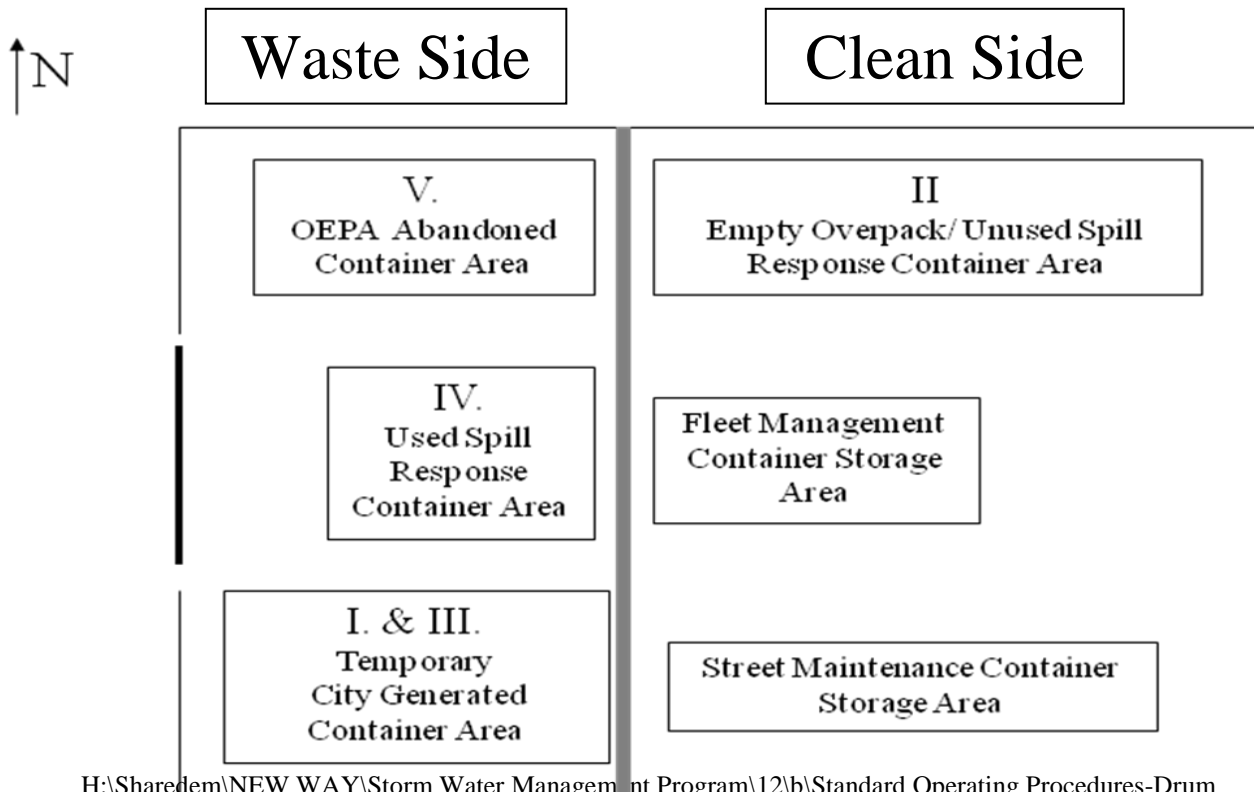 N
Waste Side
Clean Side
V.
OEPA Abandoned
Container Area
II
Empty Overpack/ Unused Spill
Response Container Area
IV.
Used Spill
Response
Container Area
Fleet Management
Container Storage
Area
I. & III.
Temporary
City Generated
Container Area
Street Maintenance Container
Storage Area
H:\Sharedem\NEW WAY\Storm Water Management Program\12\b\Standard Operating Procedures-Drum